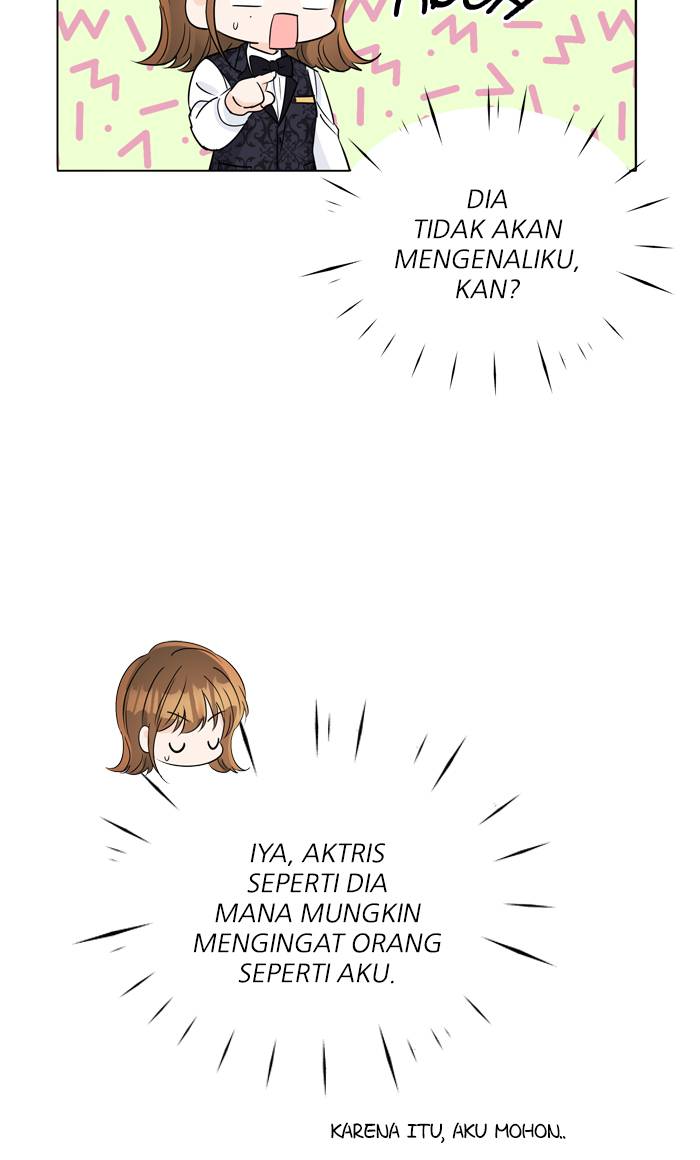 DIA
TIDAK AKAN
MENGENALIKU,
KAN?
IYA, AKTRIS
SEPERTI DIA
MANA MUNGKIN
MENGINGAT ORANG
SEPERTI AKU.
KARENA ITU, AKU MOHON..